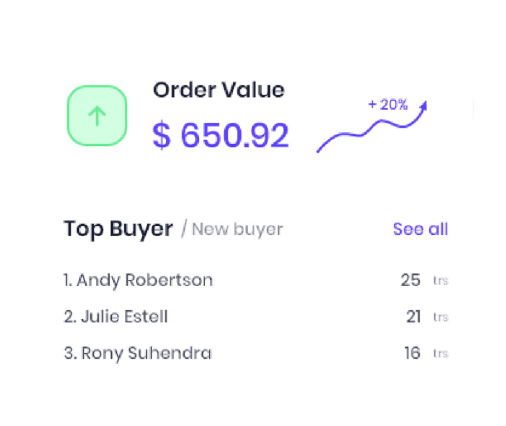 Order Value
+ 20%
$ 650.92
Top Buyer / New buyer See all
1. Andy Robertson 25 trs
2. Julie Estell 21 trs
3. Rony Suhendra 16 trs